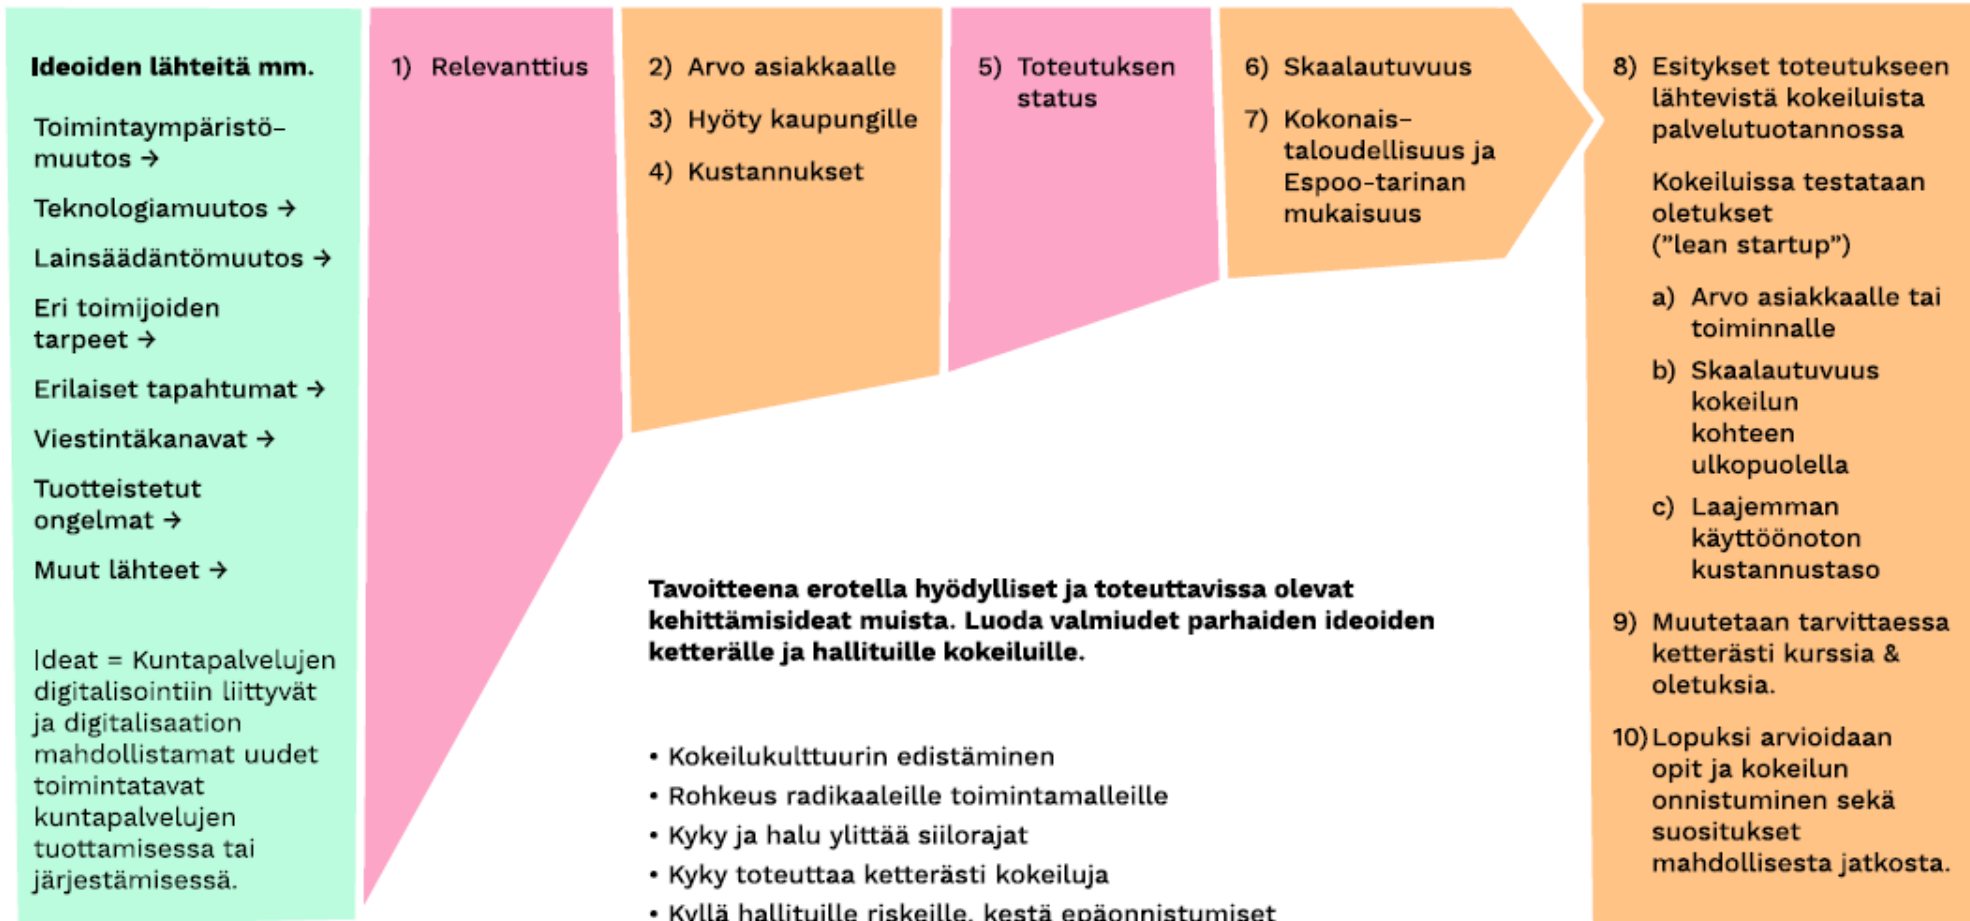 Ideoiden lähteitä mm.
Toimintaympäristö-
muutos →
Teknologiamuutos →
Lainsäädäntömuutos →
Eri toimijoiden
tarpeet →
Erilaiset tapahtumat →
Viestintäkanavat →
Tuotteistetut
ongelmat →
Muut lähteet →
Ideat = Kuntapalvelujen
digitalisointiin liittyvät
ja digitalisaation
mahdollistamat uudet
toimintatavat
kuntapalvelujen
tuottamisessa tai
järjestämisessä.
1) Relevanttius
2) Arvo asiakkaalle
3) Hyöty kaupungille
4) Kustannukset
5) Toteutuksen
status
6) Skaalautuvuus
7) Kokonais-
taloudellisuus ja
Espoo-tarinan
mukaisuus
8) Esitykset toteutukseen
lähtevistä kokeiluista
palvelutuotannossa
Kokeiluissa testataan
oletukset
(”lean startup”)
a) Arvo asiakkaalle tai
toiminnalle
b) Skaalautuvuus
kokeilun
kohteen
ulkopuolella
c) Laajemman
käyttöönoton
kustannustaso
9) Muutetaan tarvittaessa
ketterästi kurssia &
oletuksia.
10) Lopuksi arvioidaan
opit ja kokeilun
onnistuminen sekä
suositukset
mahdollisesta jatkosta.
Tavoitteena erotella hyödylliset ja toteuttavissa olevat
kehittämisideat muista. Luoda valmiudet parhaiden ideoiden
ketterälle ja hallituille kokeiluille.
• Kokeilukulttuurin edistäminen
• Rohkeus radikaaleille toimintamalleille
• Kyky ja halu ylittää siilorajat
• Kyky toteuttaa ketterästi kokeiluja
• Kyllä hallituille riskeille, kestä epäonnistumiset